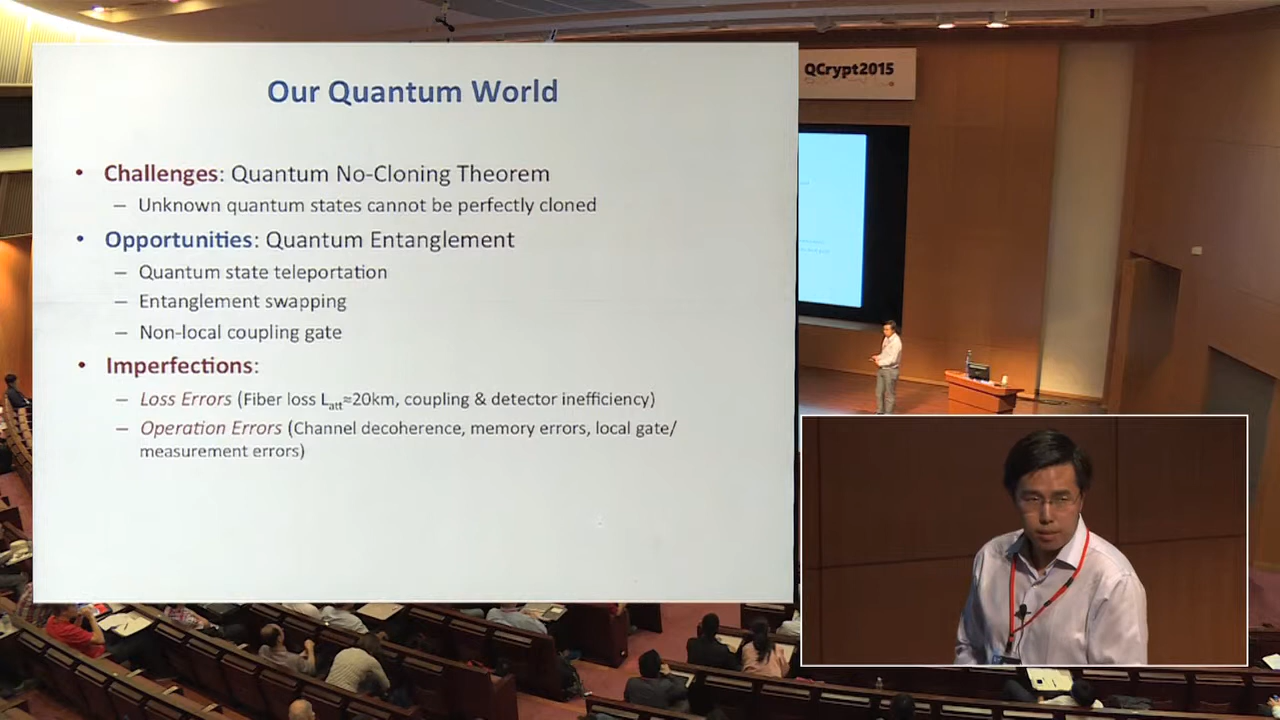 Our Quantum World
QCrypt2015
• Challenges: Quantum No-Cloning Theorem
– Unknown quantum states cannot be perfectly cloned
• Opportunities: Quantum Entanglement
– Quantum state teleportation
– Entanglement swapping
– Non-local coupling gate
• Imperfections:
– Loss Errors (Fiber loss Latt≈20km, coupling & detector inefficiency)
– Operation Errors (Channel decoherence, memory errors, local gate/
measurement errors)